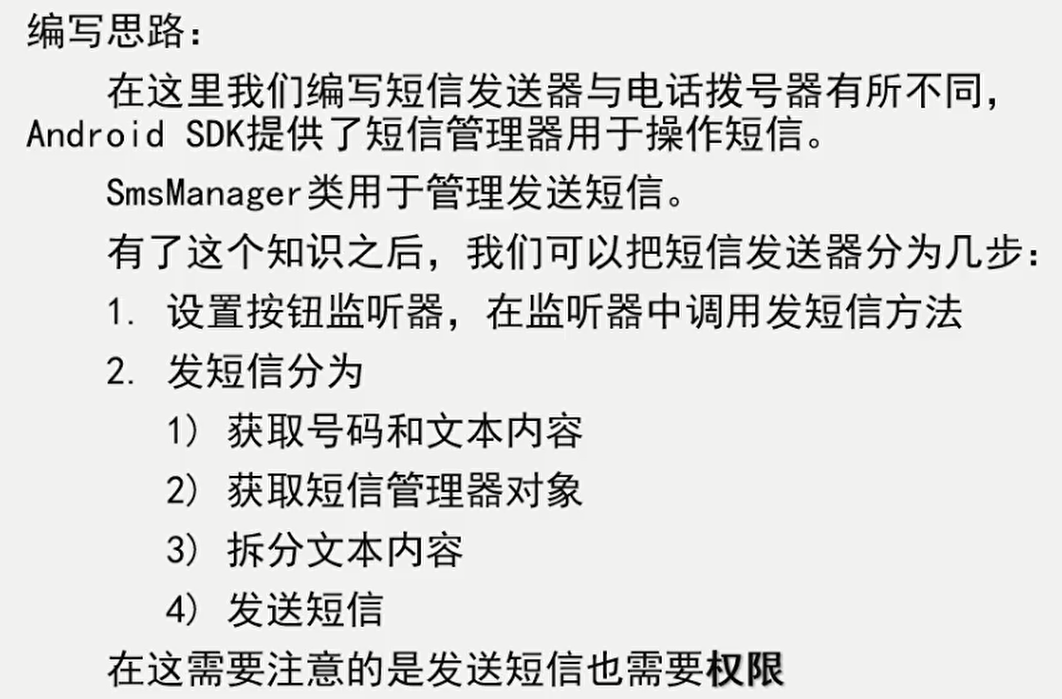 编写思路：
在这里我们编写短信发送器与电话拨号器有所不同，
Android SDK提供了短信管理器用于操作短信。
SmsManager类用于管理发送短信。
有了这个知识之后，我们可以把短信发送器分为几步：
1. 设置按钮监听器，在监听器中调用发短信方法
2. 发短信分为
1) 获取号码和文本内容
2) 获取短信管理器对象
3) 拆分文本内容
4) 发送短信
在这需要注意的是发送短信也需要权限